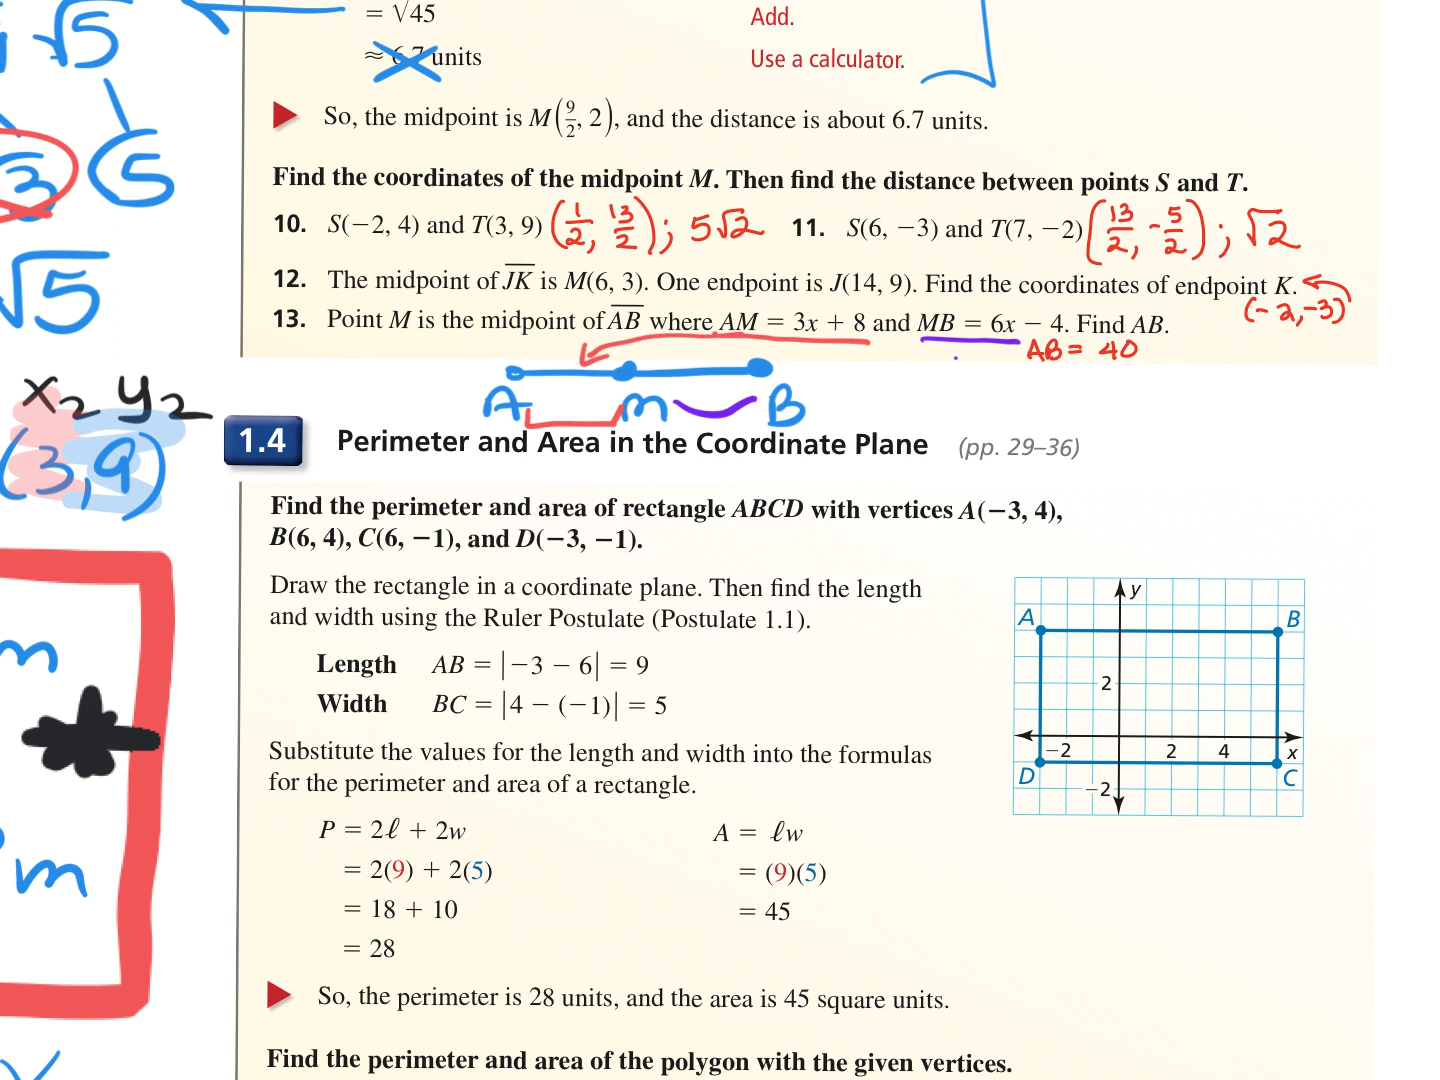 = √45 Add.
≈ 6.7 units Use a calculator.
√5
5
So, the midpoint is M(9/2, 2), and the distance is about 6.7 units.
3
Find the coordinates of the midpoint M. Then find the distance between points S and T.
10. S(−2, 4) and T(3, 9) (1/2, 13/2); 5√2 11. S(6, −3) and T(7, −2) (13/2, -5/2); √2
√5
12. The midpoint of JK is M(6, 3). One endpoint is J(14, 9). Find the coordinates of endpoint K.
(-2,-3)
13. Point M is the midpoint of AB where AM = 3x + 8 and MB = 6x − 4. Find AB.
AB = 40
A m B
x2 y2
(3,9)
1.4 Perimeter and Area in the Coordinate Plane (pp. 29–36)
Find the perimeter and area of rectangle ABCD with vertices A(−3, 4),
B(6, 4), C(6, −1), and D(−3, −1).
Draw the rectangle in a coordinate plane. Then find the length
and width using the Ruler Postulate (Postulate 1.1).
Length AB = |−3 − 6| = 9
Width BC = |4 − (−1)| = 5
m
Substitute the values for the length and width into the formulas
for the perimeter and area of a rectangle.
P = 2ℓ + 2w A = ℓw
= 2(9) + 2(5) = (9)(5)
= 18 + 10 = 45
= 28
m
y
A B
2
−2 2 4 x
D C
−2
So, the perimeter is 28 units, and the area is 45 square units.
Find the perimeter and area of the polygon with the given vertices.